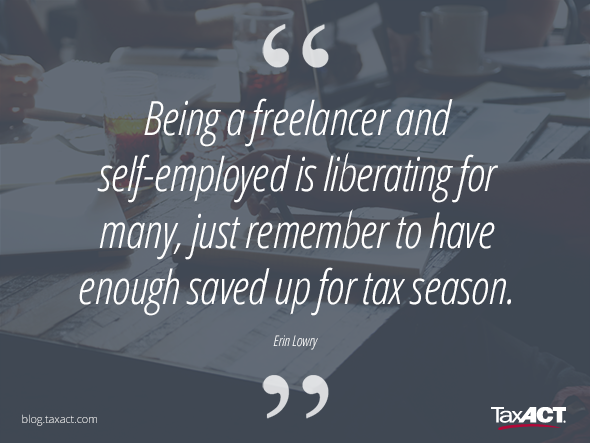 “
Being a freelancer and
self-employed is liberating for
many, just remember to have
enough saved up for tax season.
Erin Lowry
”
blog.taxact.com
TaxACT.